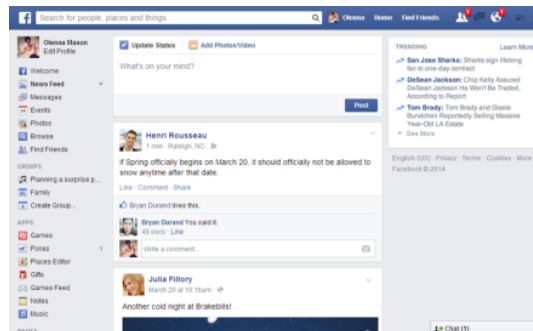 f
Search for people, places and things
Olenna
Home
Find Friends
Olenna Mason
Edit Profile
Welcome
News Feed
Messages
Events
Photos
Browse
Find Friends
GROUPS
Planning a surprise p...
Family
Create Group...
APPS
Games
Pokes 1
Places Editor
Gifts
Games Feed
Notes
Music
Update Status
Add Photos/Video
What's on your mind?
Post
Henri Rousseau
1 min · Raleigh, NC ·
If Spring officially begins on March 20, it should officially not be allowed to
snow anytime after that date.
Like · Comment · Share
Bryan Durand likes this.
Bryan Durand You said it.
49 secs · Like
Write a comment...
Julia Fillory
March 20 at 10:16am ·
Another cold night at Brakebills!
TRENDING
Learn More
San Jose Sharks: Sharks sign lifelong
fan to one-day contract
DeSean Jackson: Chip Kelly Assured
DeSean Jackson He Won't Be Traded,
According to Report
Tom Brady: Tom Brady and Gisele
Bundchen Reportedly Selling Massive
Year-Old LA Estate
See More
English (US) · Privacy · Terms · Cookies · More
Facebook © 2014
Chat (1)